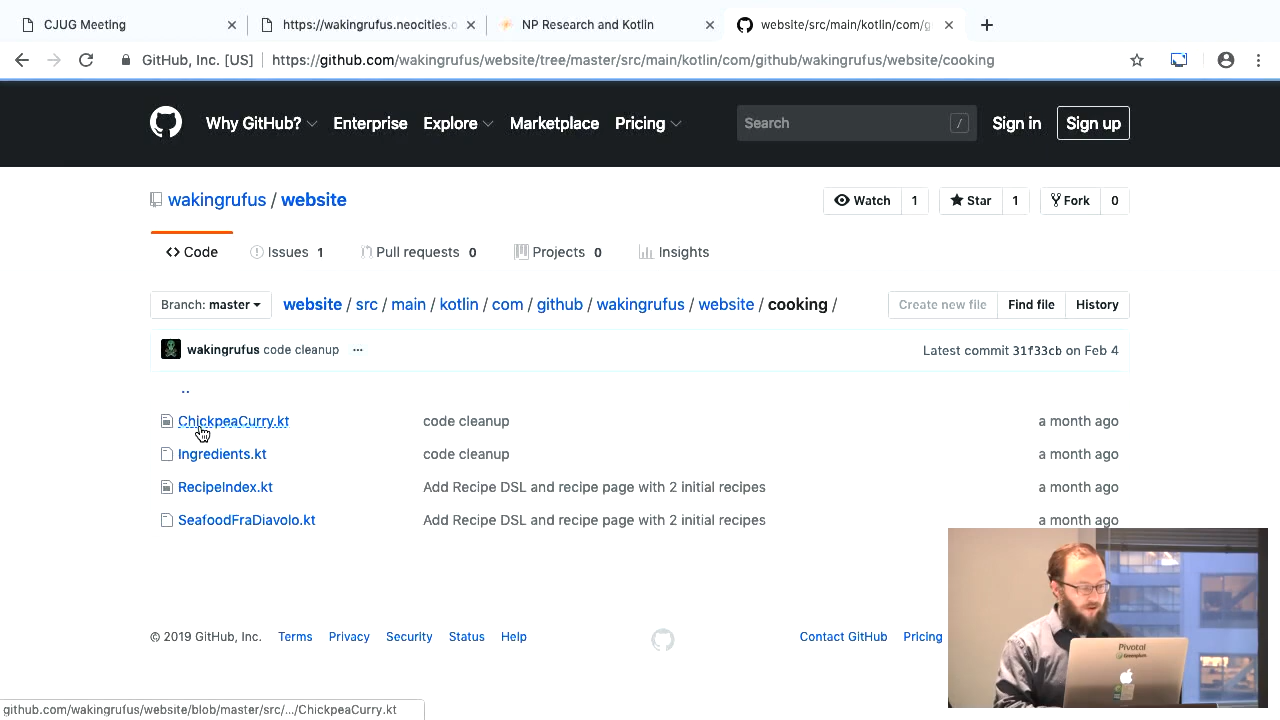 CJUG Meeting
https://wakingrufus.neocities.o
NP Research and Kotlin
website/src/main/kotlin/com/g
GitHub, Inc. [US]
https://github.com/wakingrufus/website/tree/master/src/main/kotlin/com/github/wakingrufus/website/cooking
Why GitHub? Enterprise Explore Marketplace Pricing
Search /
Sign in Sign up
wakingrufus / website
Watch 1 Star 1 Fork 0
<> Code Issues 1 Pull requests 0 Projects 0 Insights
Branch: master website / src / main / kotlin / com / github / wakingrufus / website / cooking /
Create new file Find file History
wakingrufus code cleanup ...
Latest commit 31f33cb on Feb 4
..
ChickpeaCurry.kt code cleanup a month ago
Ingredients.kt code cleanup a month ago
RecipeIndex.kt Add Recipe DSL and recipe page with 2 initial recipes a month ago
SeafoodFraDiavolo.kt Add Recipe DSL and recipe page with 2 initial recipes a month ago
© 2019 GitHub, Inc. Terms Privacy Security Status Help
Contact GitHub Pricing
Pivotal
Greenplum
github.com/wakingrufus/website/blob/master/src/.../ChickpeaCurry.kt